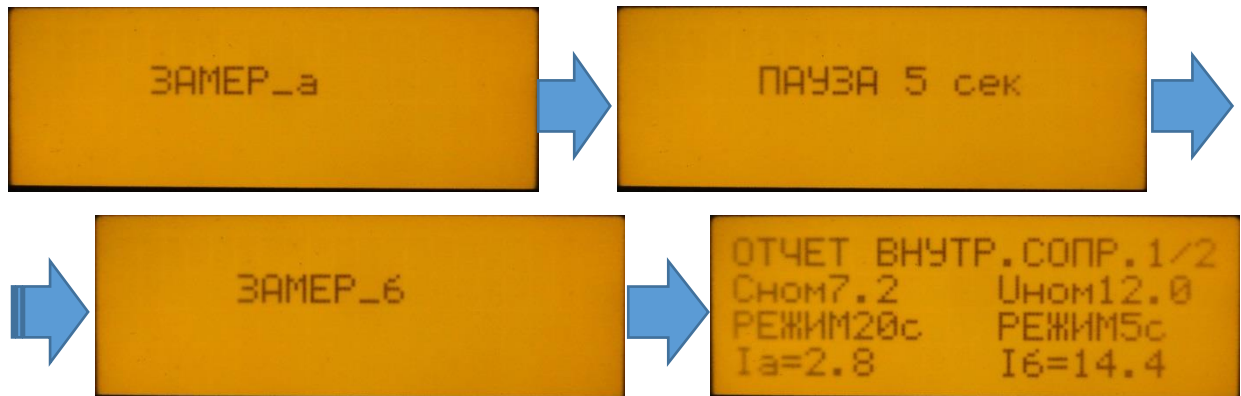 ЗАМЕР_а
ПАУЗА 5 сек
ЗАМЕР_б
ОТЧЕТ ВНУТР.СОПР.1/2
Сном7.2 Uном12.0
РЕЖИМ20с РЕЖИМ5с
Iа=2.8 Iб=14.4